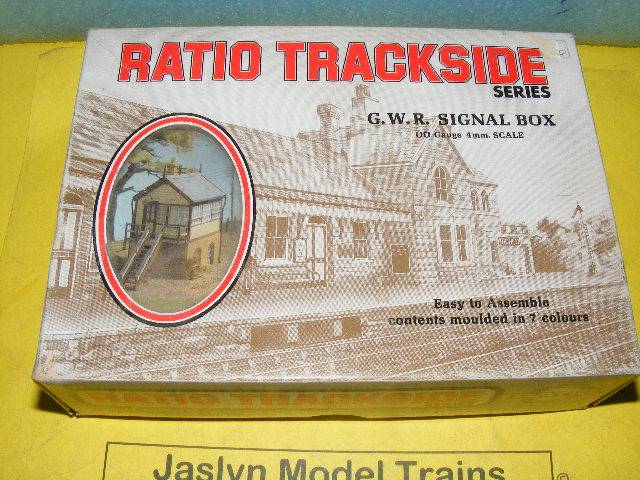 RATIO TRACKSIDE
SERIES
G.W.R. SIGNAL BOX
OO Gauge 4mm. SCALE
Easy to Assemble
contents moulded in 7 colours
RATIO TRACKSIDE
Jaslyn Model Trains
©